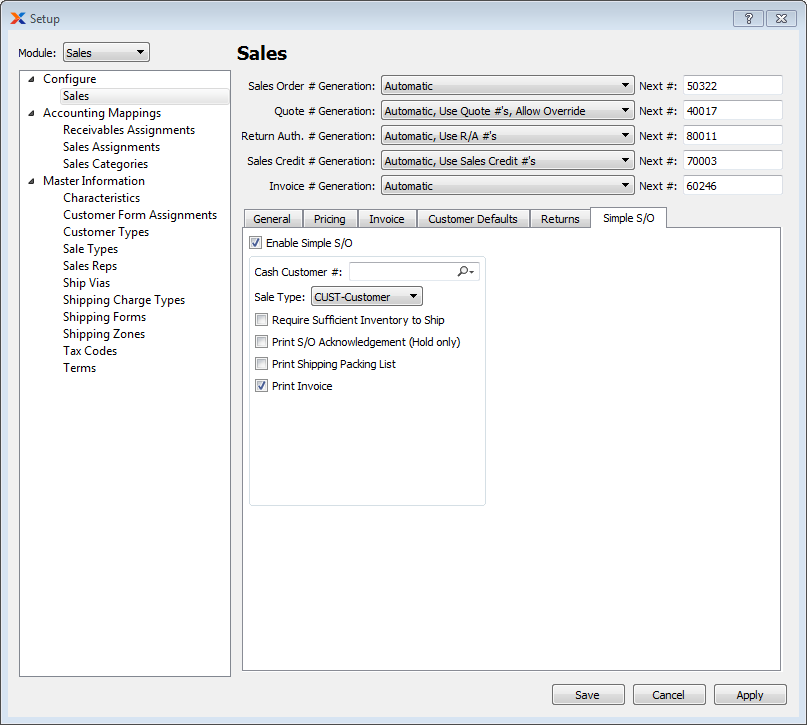 Setup
Module: Sales
Configure
Sales
Accounting Mappings
Receivables Assignments
Sales Assignments
Sales Categories
Master Information
Characteristics
Customer Form Assignments
Customer Types
Sale Types
Sales Reps
Ship Vias
Shipping Charge Types
Shipping Forms
Shipping Zones
Tax Codes
Terms
Sales
Sales Order # Generation: Automatic Next #: 50322
Quote # Generation: Automatic, Use Quote #'s, Allow Override Next #: 40017
Return Auth. # Generation: Automatic, Use R/A #'s Next #: 80011
Sales Credit # Generation: Automatic, Use Sales Credit #'s Next #: 70003
Invoice # Generation: Automatic Next #: 60246
General Pricing Invoice Customer Defaults Returns Simple S/O
Enable Simple S/O
Cash Customer #:
Sale Type: CUST-Customer
Require Sufficient Inventory to Ship
Print S/O Acknowledgement (Hold only)
Print Shipping Packing List
Print Invoice
Save Cancel Apply